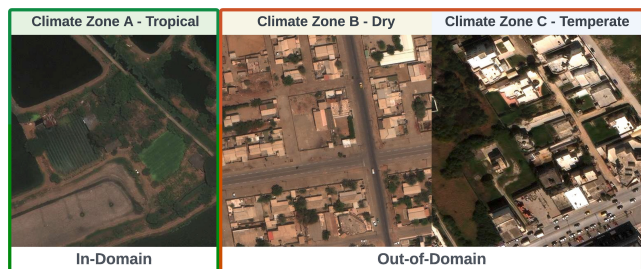 Climate Zone A - Tropical
Climate Zone B - Dry
Climate Zone C - Temperate
In-Domain
Out-of-Domain